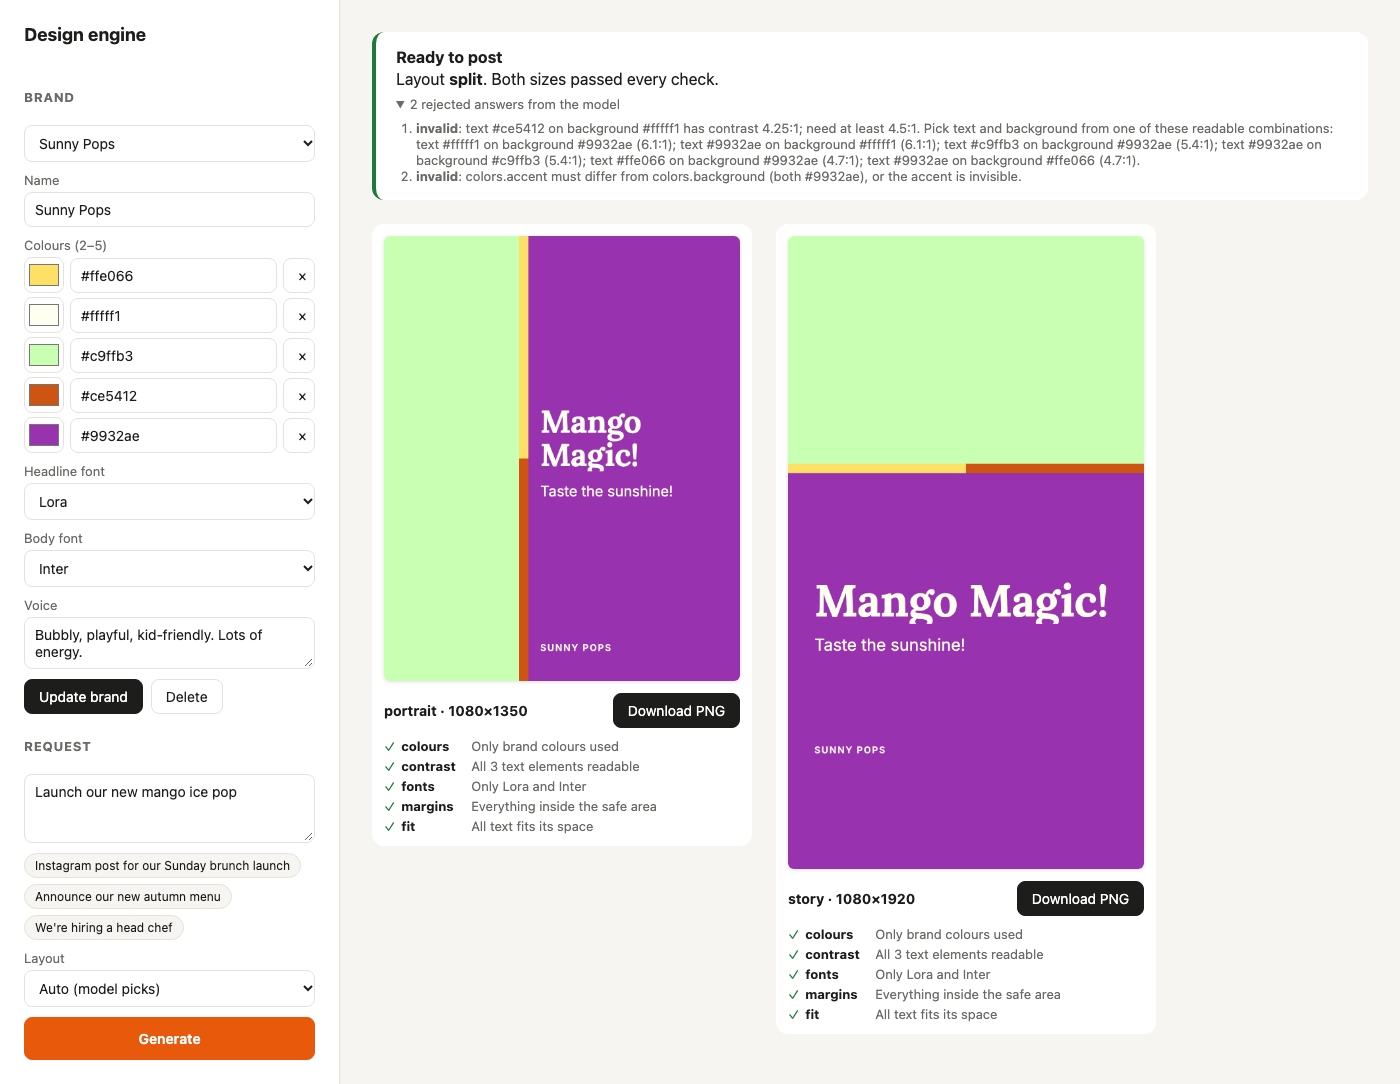 Design engine
BRAND
Sunny Pops
Name
Sunny Pops
Colours (2–5)
#ffe066
×
#fffff1
×
#c9ffb3
×
#ce5412
×
#9932ae
×
Headline font
Lora
Body font
Inter
Voice
Bubbly, playful, kid-friendly. Lots of
energy.
Update brand
Delete
REQUEST
Launch our new mango ice pop
Instagram post for our Sunday brunch launch
Announce our new autumn menu
We're hiring a head chef
Layout
Auto (model picks)
Generate
Ready to post
Layout split. Both sizes passed every check.
▼ 2 rejected answers from the model
1. invalid: text #ce5412 on background #fffff1 has contrast 4.25:1; need at least 4.5:1. Pick text and background from one of these readable combinations:
text #fffff1 on background #9932ae (6.1:1); text #9932ae on background #fffff1 (6.1:1); text #c9ffb3 on background #9932ae (5.4:1); text #9932ae on
background #c9ffb3 (5.4:1); text #ffe066 on background #9932ae (4.7:1); text #9932ae on background #ffe066 (4.7:1).
2. invalid: colors.accent must differ from colors.background (both #9932ae), or the accent is invisible.
Mango
Magic!
Taste the sunshine!
SUNNY POPS
portrait · 1080×1350
Download PNG
✓ colours Only brand colours used
✓ contrast All 3 text elements readable
✓ fonts Only Lora and Inter
✓ margins Everything inside the safe area
✓ fit All text fits its space
Mango Magic!
Taste the sunshine!
SUNNY POPS
story · 1080×1920
Download PNG
✓ colours Only brand colours used
✓ contrast All 3 text elements readable
✓ fonts Only Lora and Inter
✓ margins Everything inside the safe area
✓ fit All text fits its space